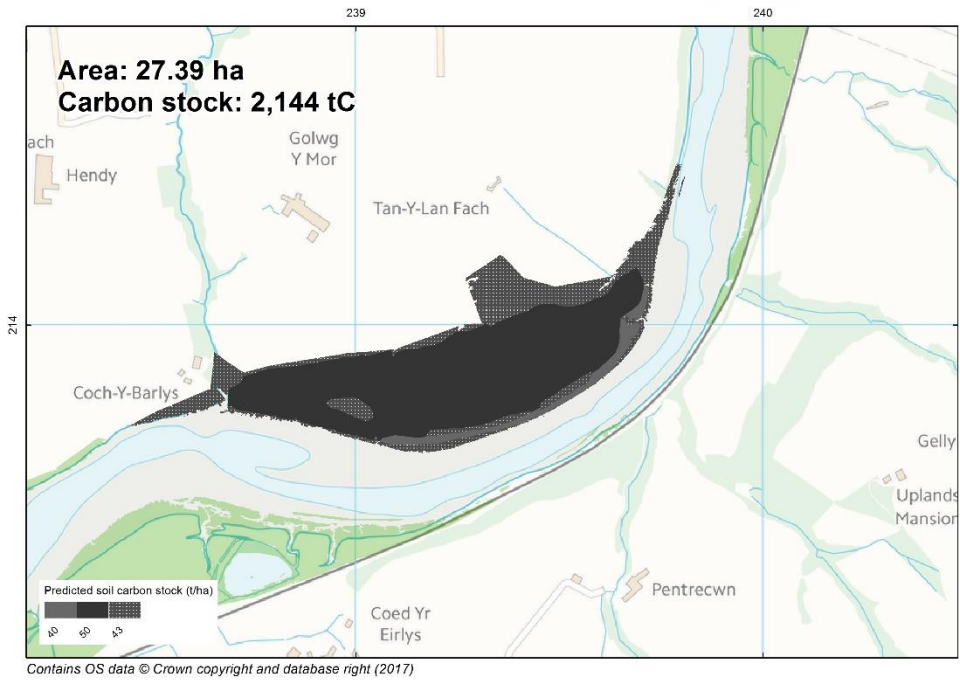 239
240
Area: 27.39 ha
Carbon stock: 2,144 tC
ach
Hendy
Golwg
Y Mor
Tan-Y-Lan Fach
214
Coch-Y-Barlys
Gelly
Uplands
Mansion
Predicted soil carbon stock (t/ha)
40 50 43
Pentrecwn
Coed Yr
Eirlys
Contains OS data © Crown copyright and database right (2017)